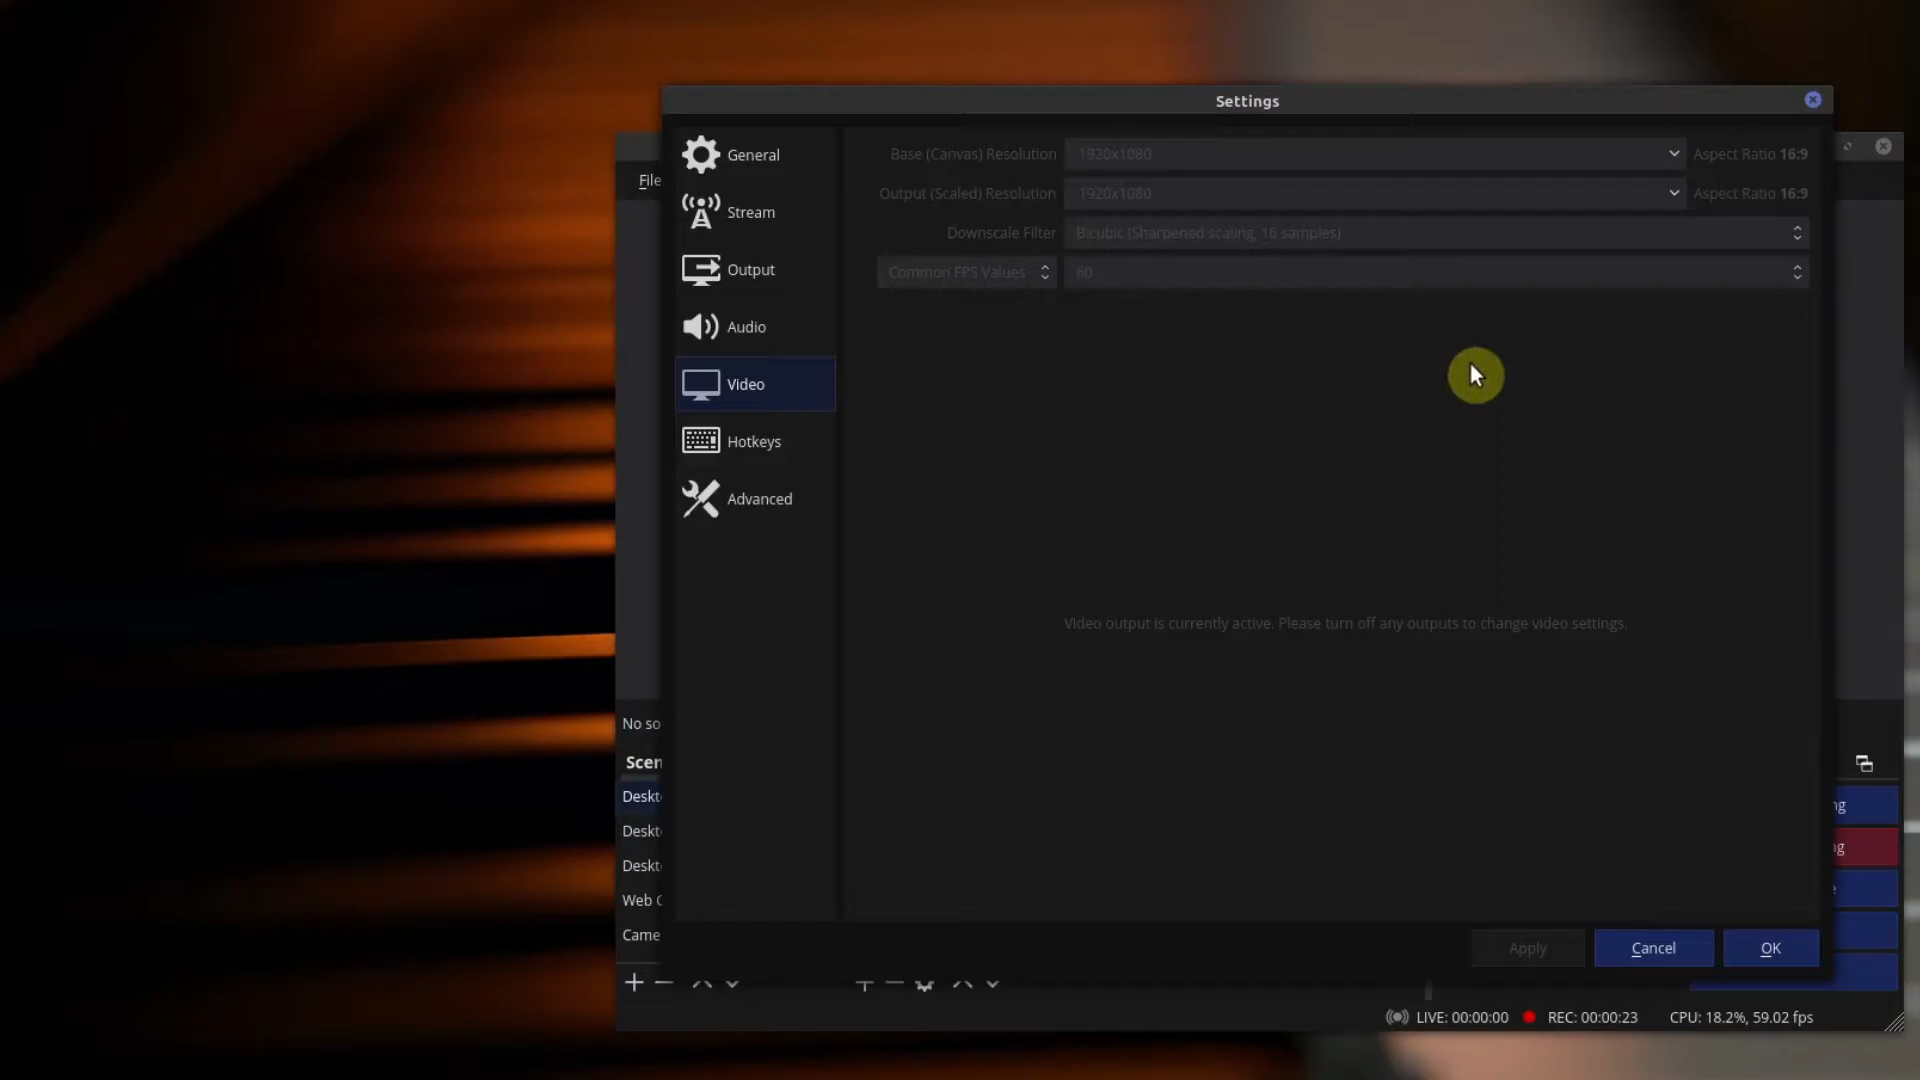 Settings
General
Stream
Output
Audio
Video
Hotkeys
Advanced
Base (Canvas) Resolution 1920x1080 Aspect Ratio 16:9
Output (Scaled) Resolution 1920x1080 Aspect Ratio 16:9
Downscale Filter Bicubic (Sharpened scaling, 16 samples)
Common FPS Values 60
Video output is currently active. Please turn off any outputs to change video settings.
Apply Cancel OK
File
No so
Scen
Deskt
Deskt
Deskt
Web C
Came
ng
ng
e
LIVE: 00:00:00 REC: 00:00:23 CPU: 18.2%, 59.02 fps